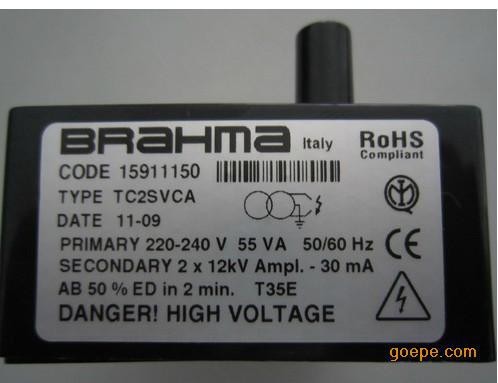 BRAHMA Italy RoHS
Compliant
CODE 15911150
TYPE TC2SVCA
DATE 11-09
PRIMARY 220-240 V 55 VA 50/60 Hz
SECONDARY 2 x 12kV Ampl. - 30 mA
AB 50 % ED in 2 min. T35E
DANGER! HIGH VOLTAGE
CE
goepe.com